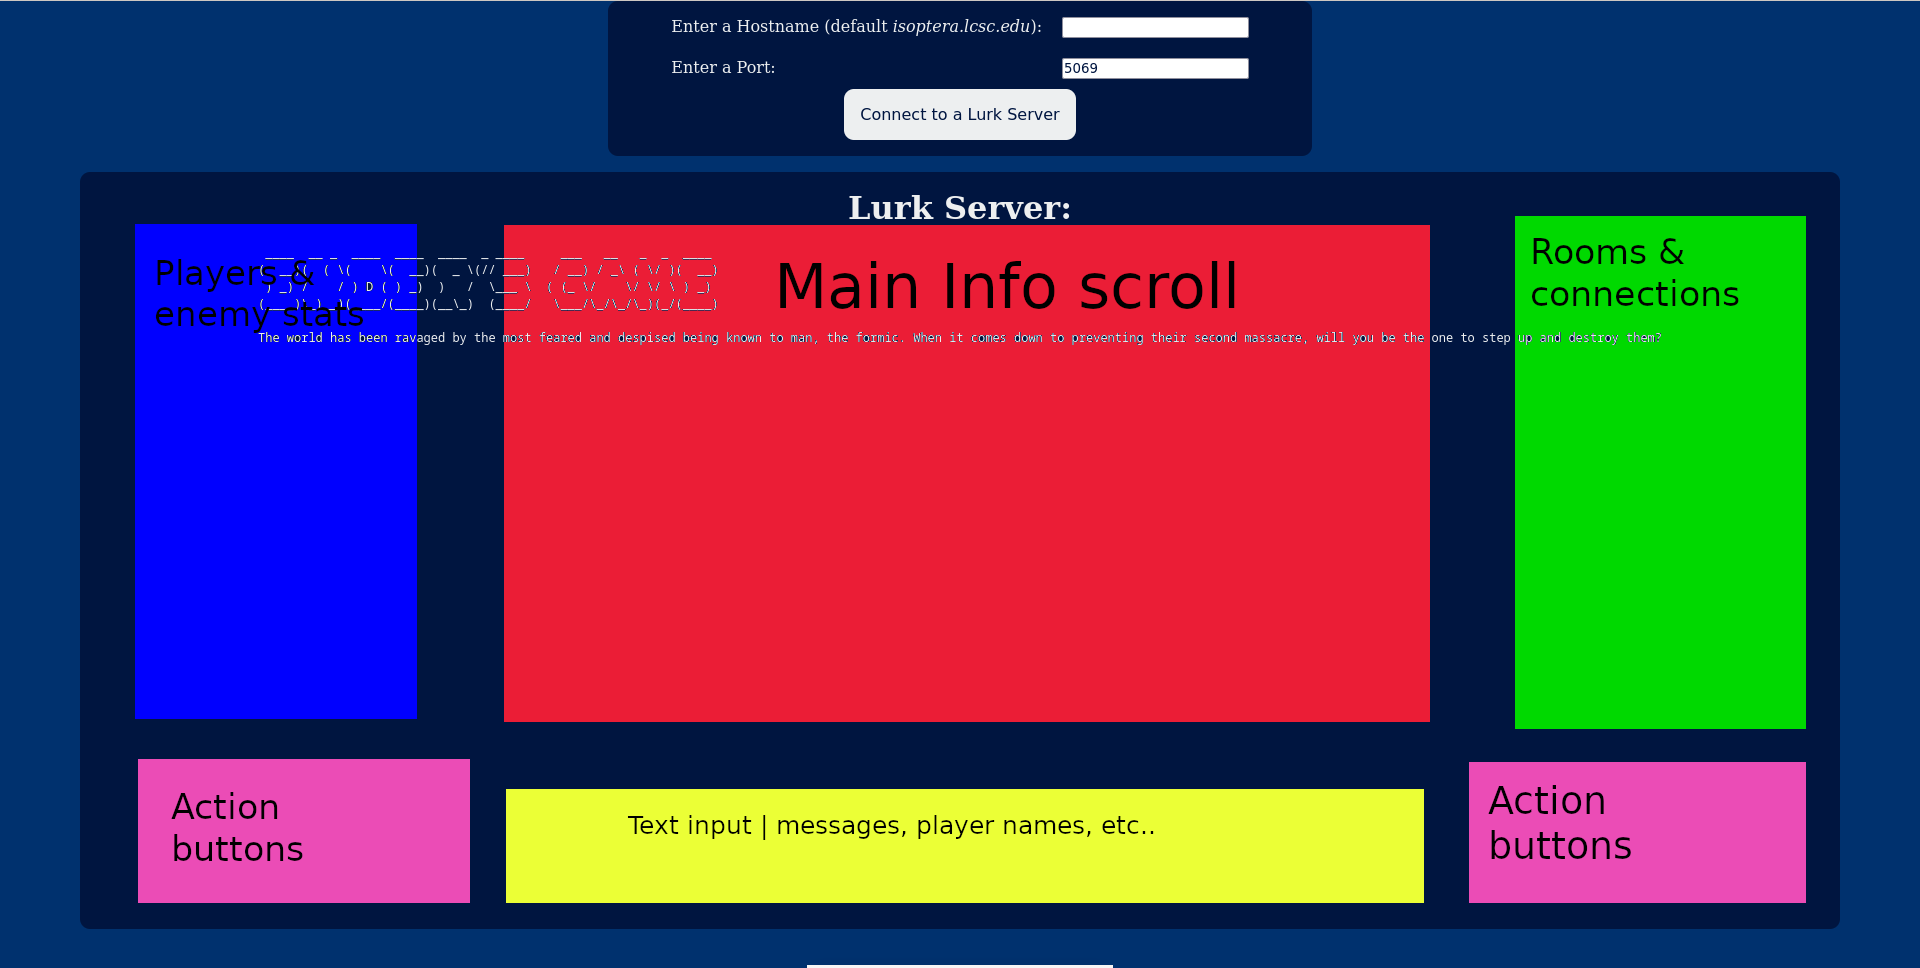 Enter a Hostname (default isoptera.lcsc.edu):
Enter a Port:
5069
Connect to a Lurk Server
Lurk Server:
Players &
enemy stats
Main Info scroll
Rooms &
connections
The world has been ravaged by the most feared and despised being known to man, the formic. When it comes down to preventing their second massacre, will you be the one to step up and destroy them?
Action
buttons
Text input | messages, player names, etc..
Action
buttons